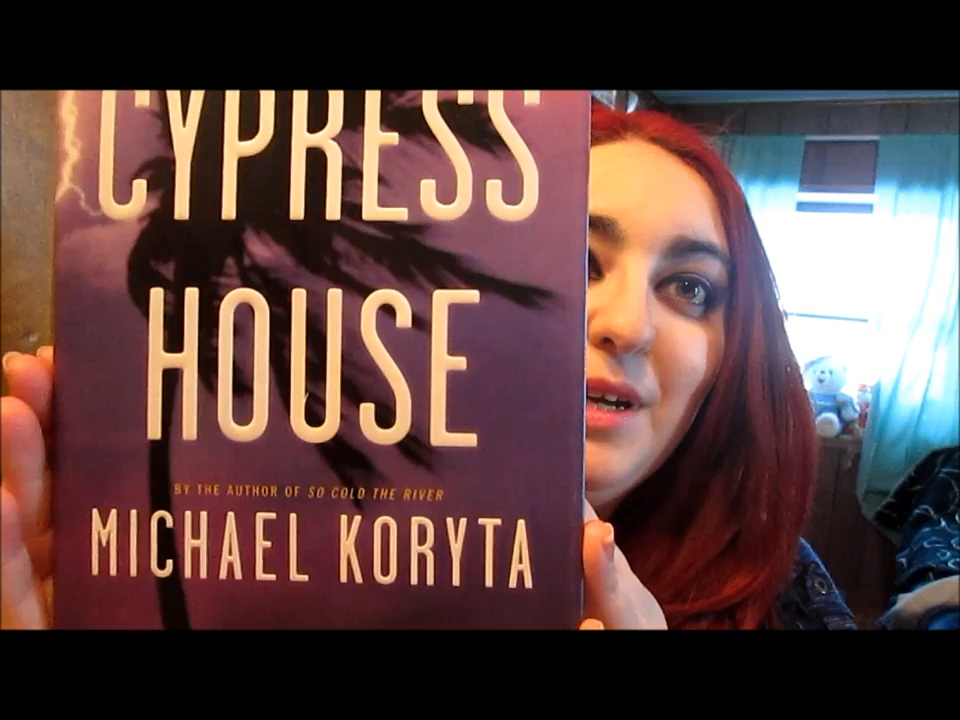 CYPRESS
HOUSE
BY THE AUTHOR OF SO COLD THE RIVER
MICHAEL KORYTA